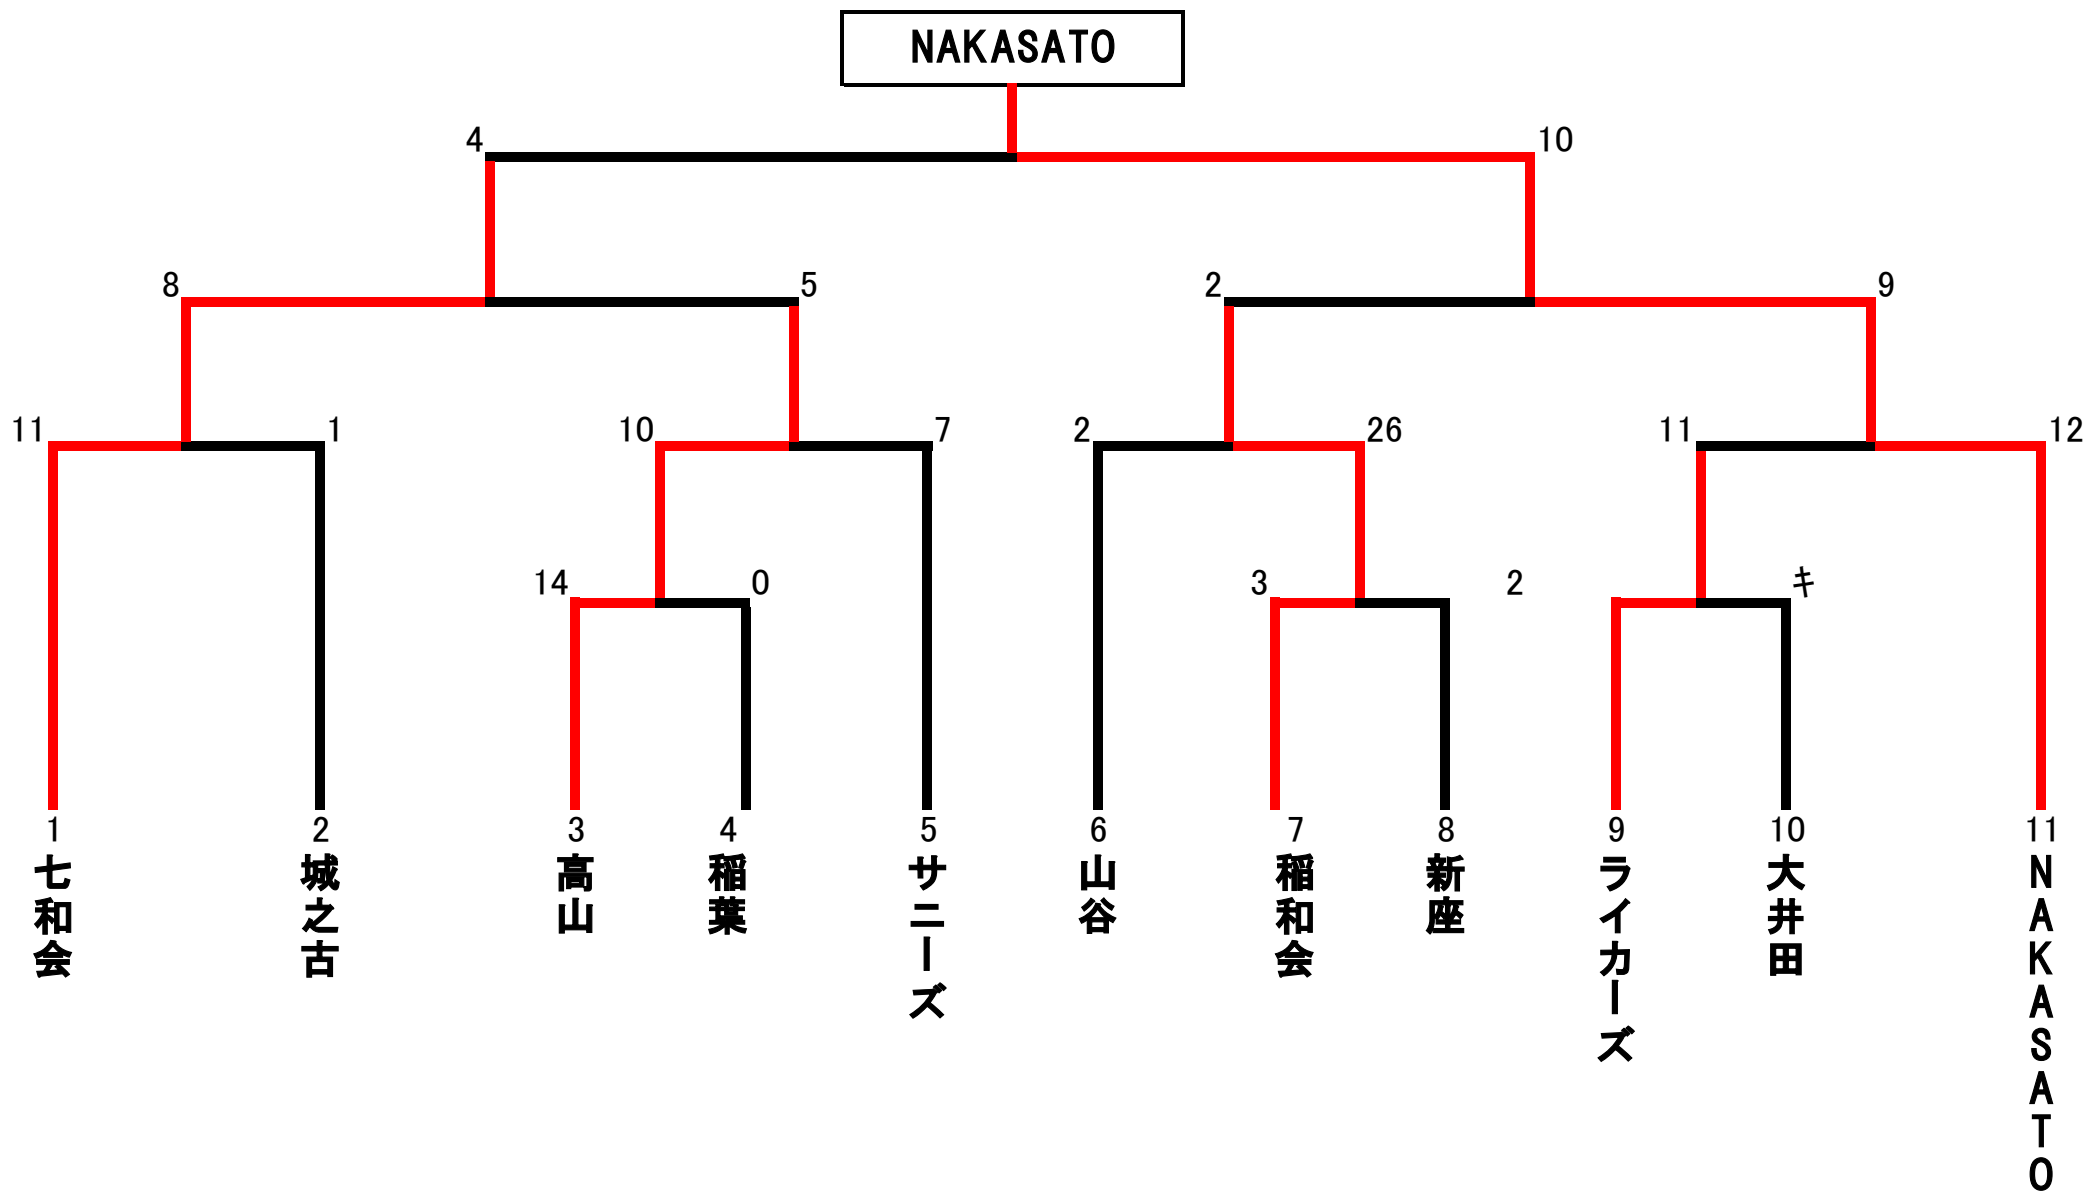 NAKASATO
4 10
8 5 2 9
11 1 10 7 2 26 11 12
14 0 3 2 キ
1 2 3 4 5 6 7 8 9 10 11
七和会
城之古
高山
稲葉
サニーズ
山谷
稲和会
新座
ライカーズ
大井田
NAKASATO